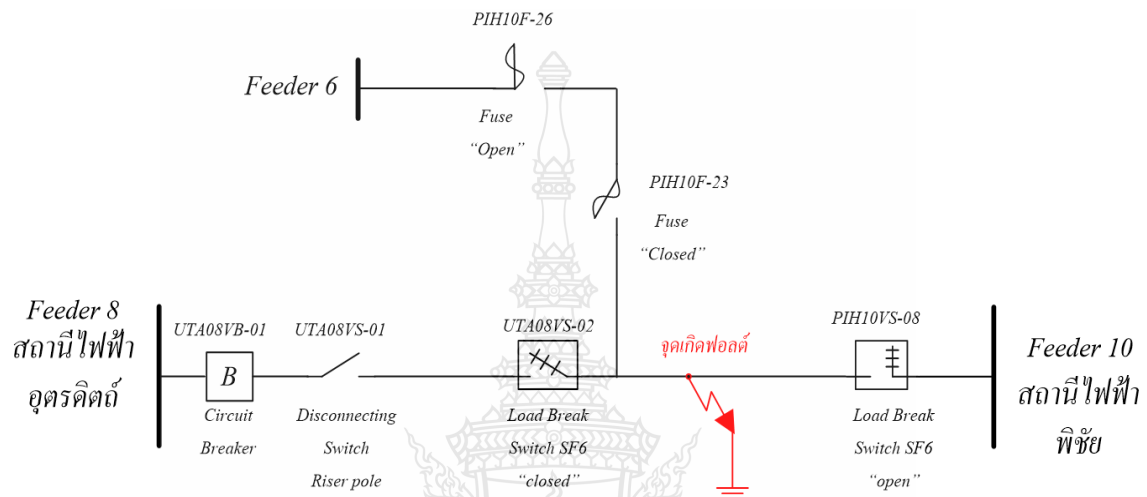 PIH10F-26
Feeder 6
Fuse
“Open”
PIH10F-23
Fuse
“Closed”
Feeder 8
สถานีไฟฟ้า
อุตรดิตถ์
UTA08VB-01
B
Circuit
Breaker
UTA08VS-01
Disconnecting
Switch
Riser pole
UTA08VS-02
Load Break
Switch SF6
“closed”
จุดเกิดฟอลต์
PIH10VS-08
Load Break
Switch SF6
“open”
Feeder 10
สถานีไฟฟ้า
พิชัย